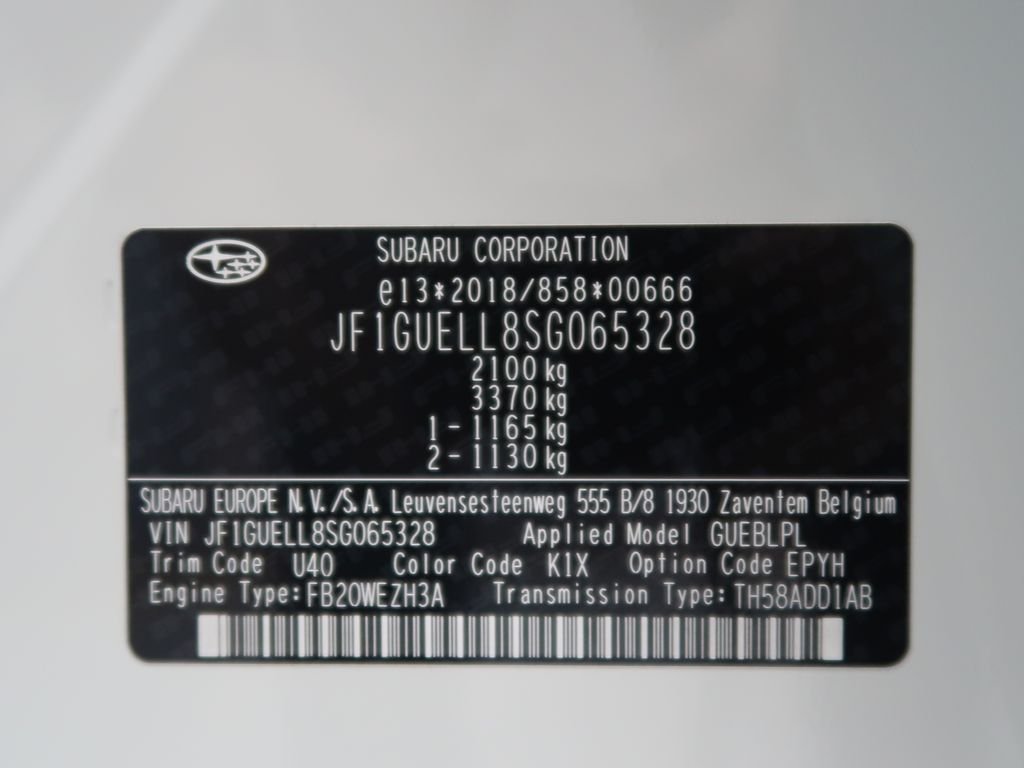 SUBARU CORPORATION
e13*2018/858*00666
JF1GUELL8SG065328
2100 kg
3370 kg
1 - 1165 kg
2 - 1130 kg
SUBARU EUROPE N.V./S.A. Leuvensesteenweg 555 B/8 1930 Zaventem Belgium
VIN JF1GUELL8SG065328 Applied Model GUEBLPL
Trim Code U40 Color Code K1X Option Code EPYH
Engine Type: FB20WEZH3A Transmission Type: TH58ADD1AB